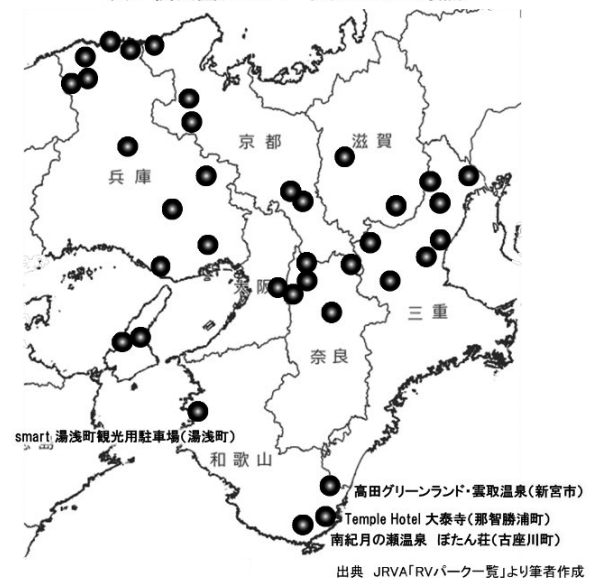 京都
滋賀
兵庫
大阪
三重
奈良
smart 湯浅町観光用駐車場(湯浅町)
島
和歌山
高田グリーンランド・雲取温泉(新宮市)
Temple Hotel 大泰寺(那智勝浦町)
南紀月の瀬温泉 ぼたん荘(古座川町)
出典 JRVA「RVパーク一覧」より筆者作成